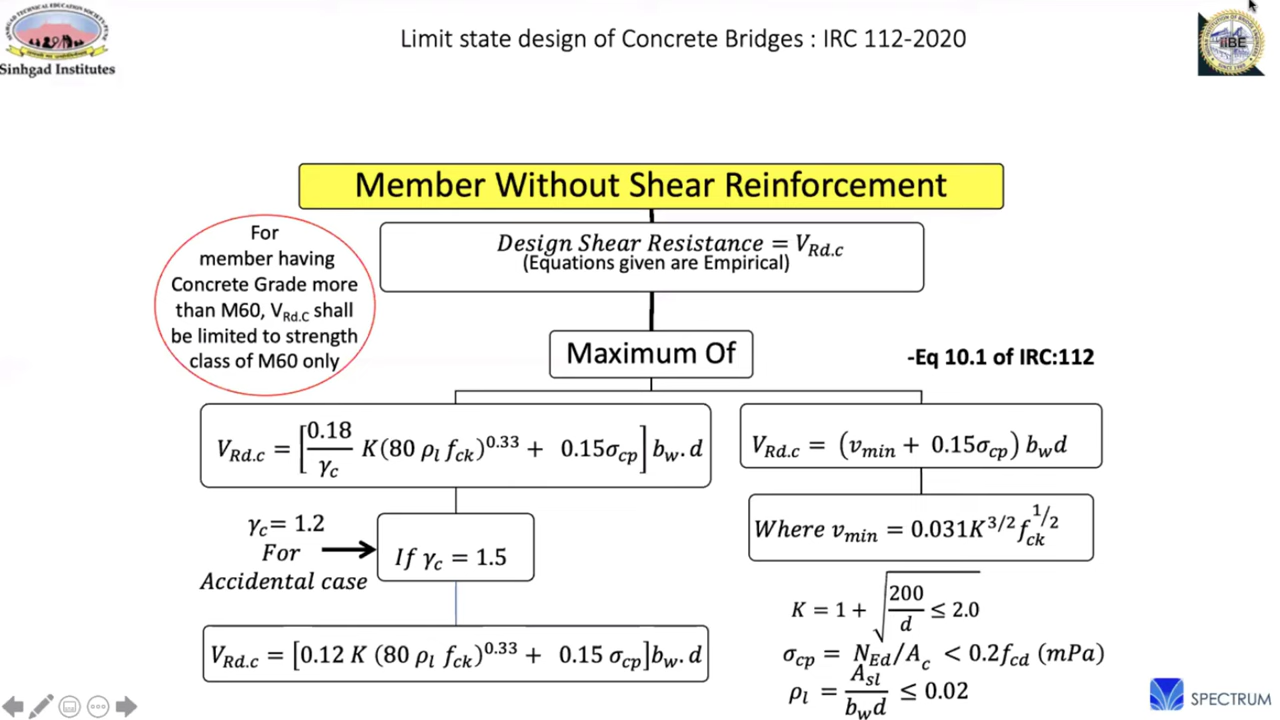 SINHGAD TECHNICAL EDUCATION SOCIETY, PUNE
Sinhgad Institutes
Limit state design of Concrete Bridges : IRC 112-2020
IIBE
Member Without Shear Reinforcement
For
member having
Concrete Grade more
than M60, V_Rd.C shall
be limited to strength
class of M60 only
Design Shear Resistance = V_Rd.c
(Equations given are Empirical)
Maximum Of
-Eq 10.1 of IRC:112
V_Rd.c = [0.18/γ_c K(80 ρ_l f_ck)^0.33 + 0.15σ_cp] b_w.d
V_Rd.c = (v_min + 0.15σ_cp) b_w d
γ_c = 1.2
For
Accidental case
If γ_c = 1.5
Where v_min = 0.031K^3/2 f_ck^1/2
V_Rd.c = [0.12 K (80 ρ_l f_ck)^0.33 + 0.15 σ_cp]b_w.d
K = 1 + √(200/d) ≤ 2.0
σ_cp = N_Ed/A_c < 0.2f_cd (mPa)
ρ_l = A_sl/b_w d ≤ 0.02
SPECTRUM